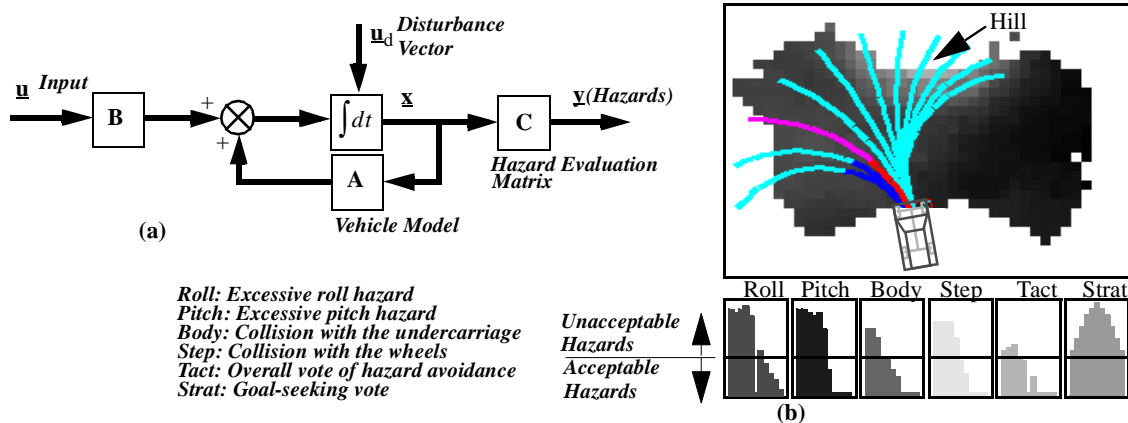 u Input
B
+
+
u_d Disturbance
Vector
∫dt
x
A
Vehicle Model
C
y(Hazards)
Hazard Evaluation
Matrix
(a)
Hill
Roll: Excessive roll hazard
Pitch: Excessive pitch hazard
Body: Collision with the undercarriage
Step: Collision with the wheels
Tact: Overall vote of hazard avoidance
Strat: Goal-seeking vote
Unacceptable
Hazards
Acceptable
Hazards
Roll Pitch Body Step Tact Strat
(b)